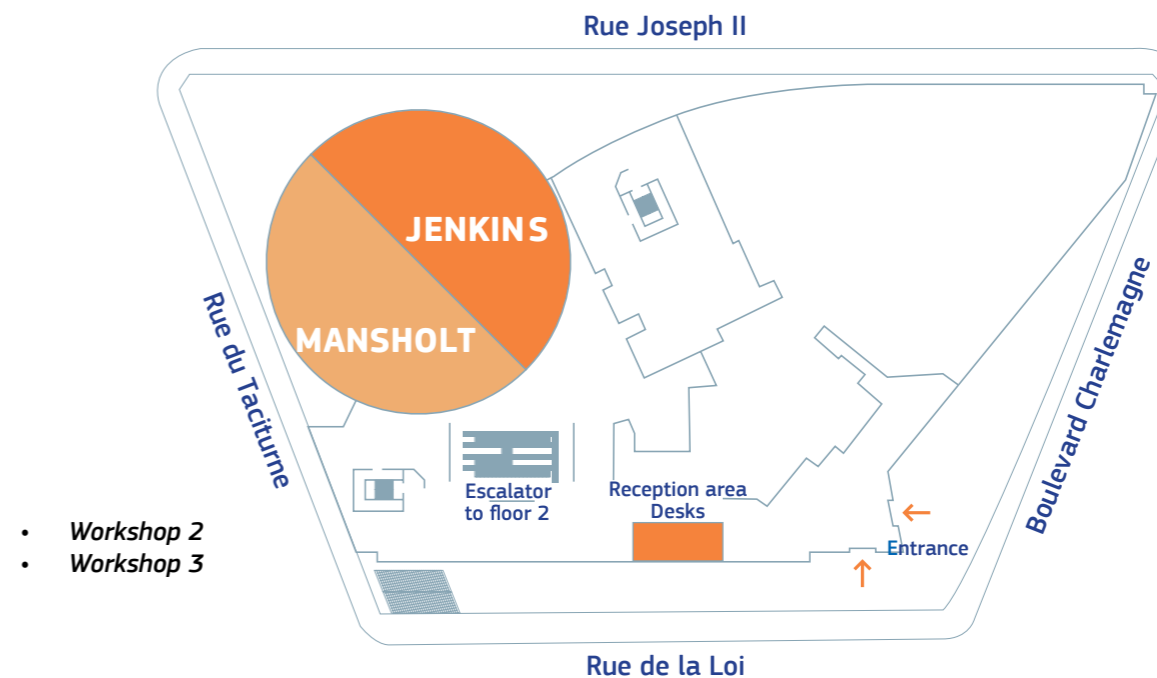 Rue Joseph II
JENKINS
MANSHOLT
Rue du Taciturne
Boulevard Charlemagne
Escalator
to floor 2
Reception area
Desks
• Workshop 2
• Workshop 3
Entrance
Rue de la Loi